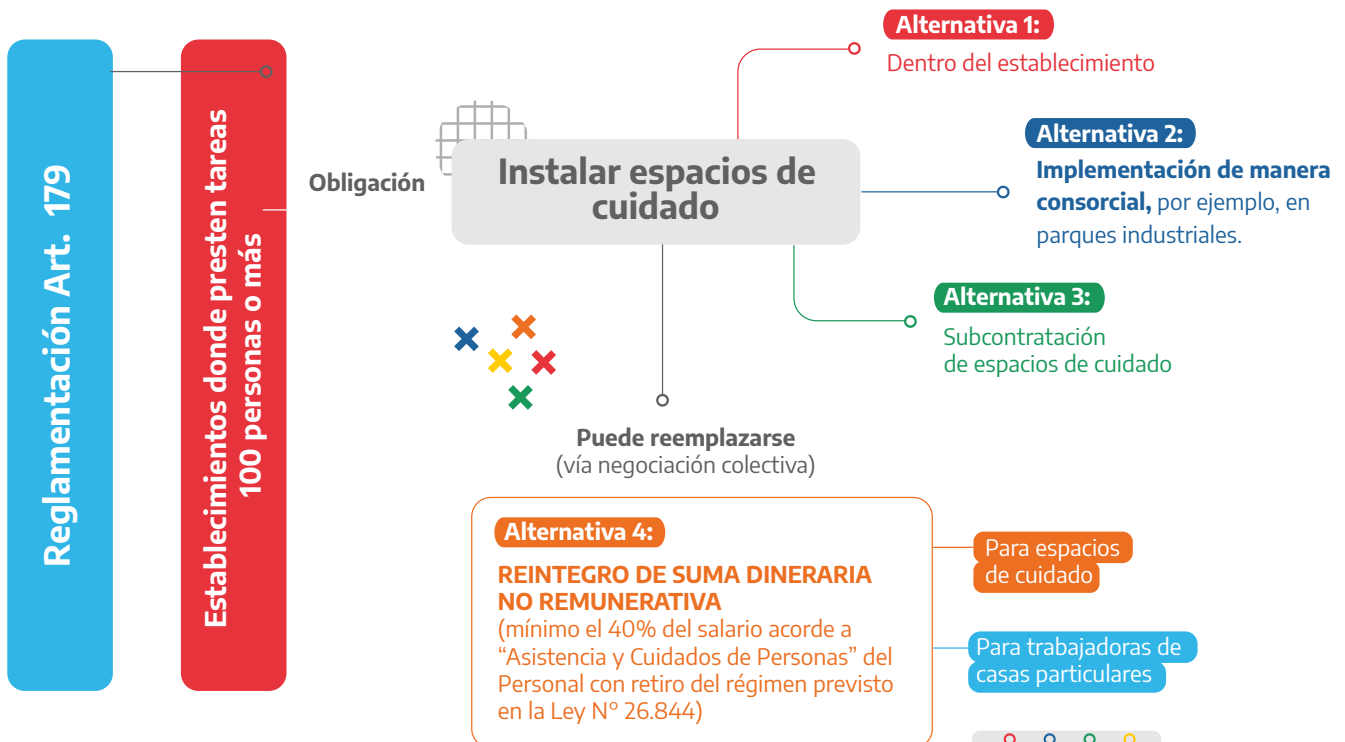 Reglamentación Art. 179
Establecimientos donde presten tareas
100 personas o más
Obligación
Instalar espacios de
cuidado
Alternativa 1:
Dentro del establecimiento
Alternativa 2:
Implementación de manera
consorcial, por ejemplo, en
parques industriales.
Alternativa 3:
Subcontratación
de espacios de cuidado
Puede reemplazarse
(vía negociación colectiva)
Alternativa 4:
REINTEGRO DE SUMA DINERARIA
NO REMUNERATIVA
(mínimo el 40% del salario acorde a
“Asistencia y Cuidados de Personas” del
Personal con retiro del régimen previsto
en la Ley N° 26.844)
Para espacios
de cuidado
Para trabajadoras de
casas particulares